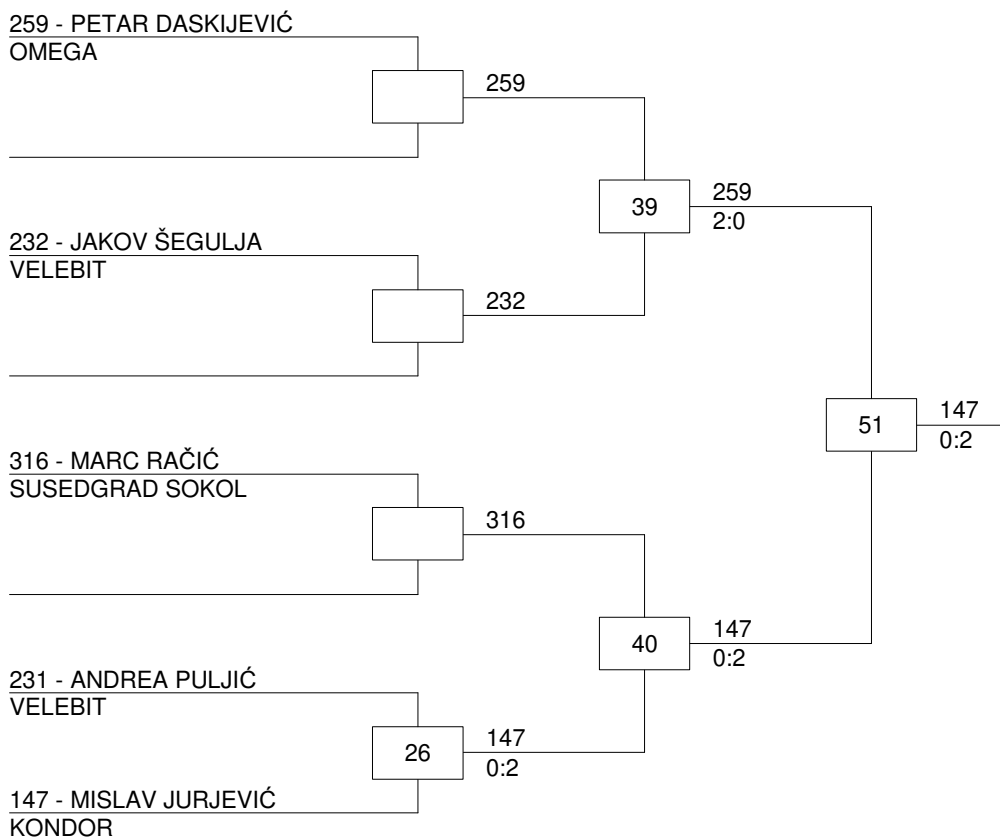 259 - PETAR DASKIJEVIĆ
OMEGA
259
39
259
2:0
232 - JAKOV ŠEGULJA
VELEBIT
232
51
147
0:2
316 - MARC RAČIĆ
SUSEDGRAD SOKOL
316
40
147
0:2
231 - ANDREA PULJIĆ
VELEBIT
26
147
0:2
147 - MISLAV JURJEVIĆ
KONDOR